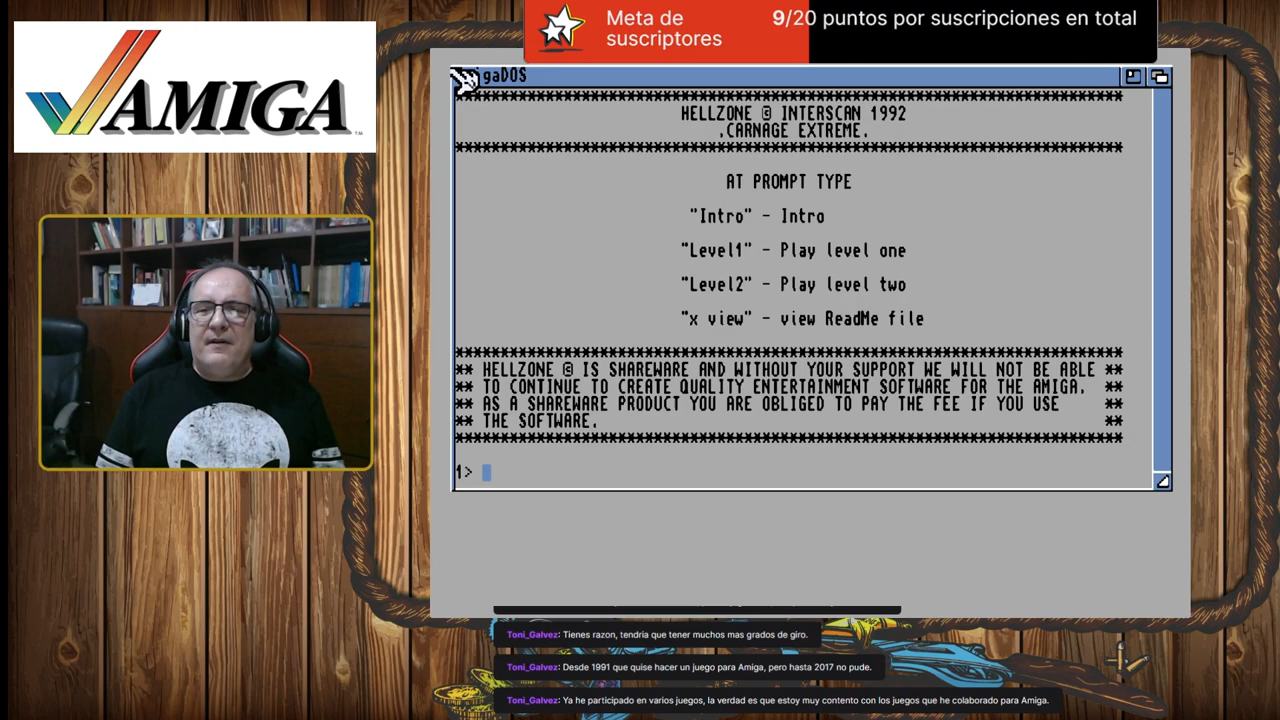 AMIGA
TM
Meta de
suscriptores
9/20 puntos por suscripciones en total
gaDOS
***************************************************************************
HELLZONE © INTERSCAN 1992
.CARNAGE EXTREME.
***************************************************************************
AT PROMPT TYPE
"Intro" - Intro
"Level1" - Play level one
"Level2" - Play level two
"x view" - view ReadMe file
***************************************************************************
** HELLZONE © IS SHAREWARE AND WITHOUT YOUR SUPPORT WE WILL NOT BE ABLE **
** TO CONTINUE TO CREATE QUALITY ENTERTAINMENT SOFTWARE FOR THE AMIGA. **
** AS A SHAREWARE PRODUCT YOU ARE OBLIGED TO PAY THE FEE IF YOU USE **
** THE SOFTWARE. **
***************************************************************************
1>
Toni_Galvez: Tienes razon, tendria que tener muchos mas grados de giro.
Toni_Galvez: Desde 1991 que quise hacer un juego para Amiga, pero hasta 2017 no pude.
Toni_Galvez: Ya he participado en varios juegos, la verdad es que estoy muy contento con los juegos que he colaborado para Amiga.